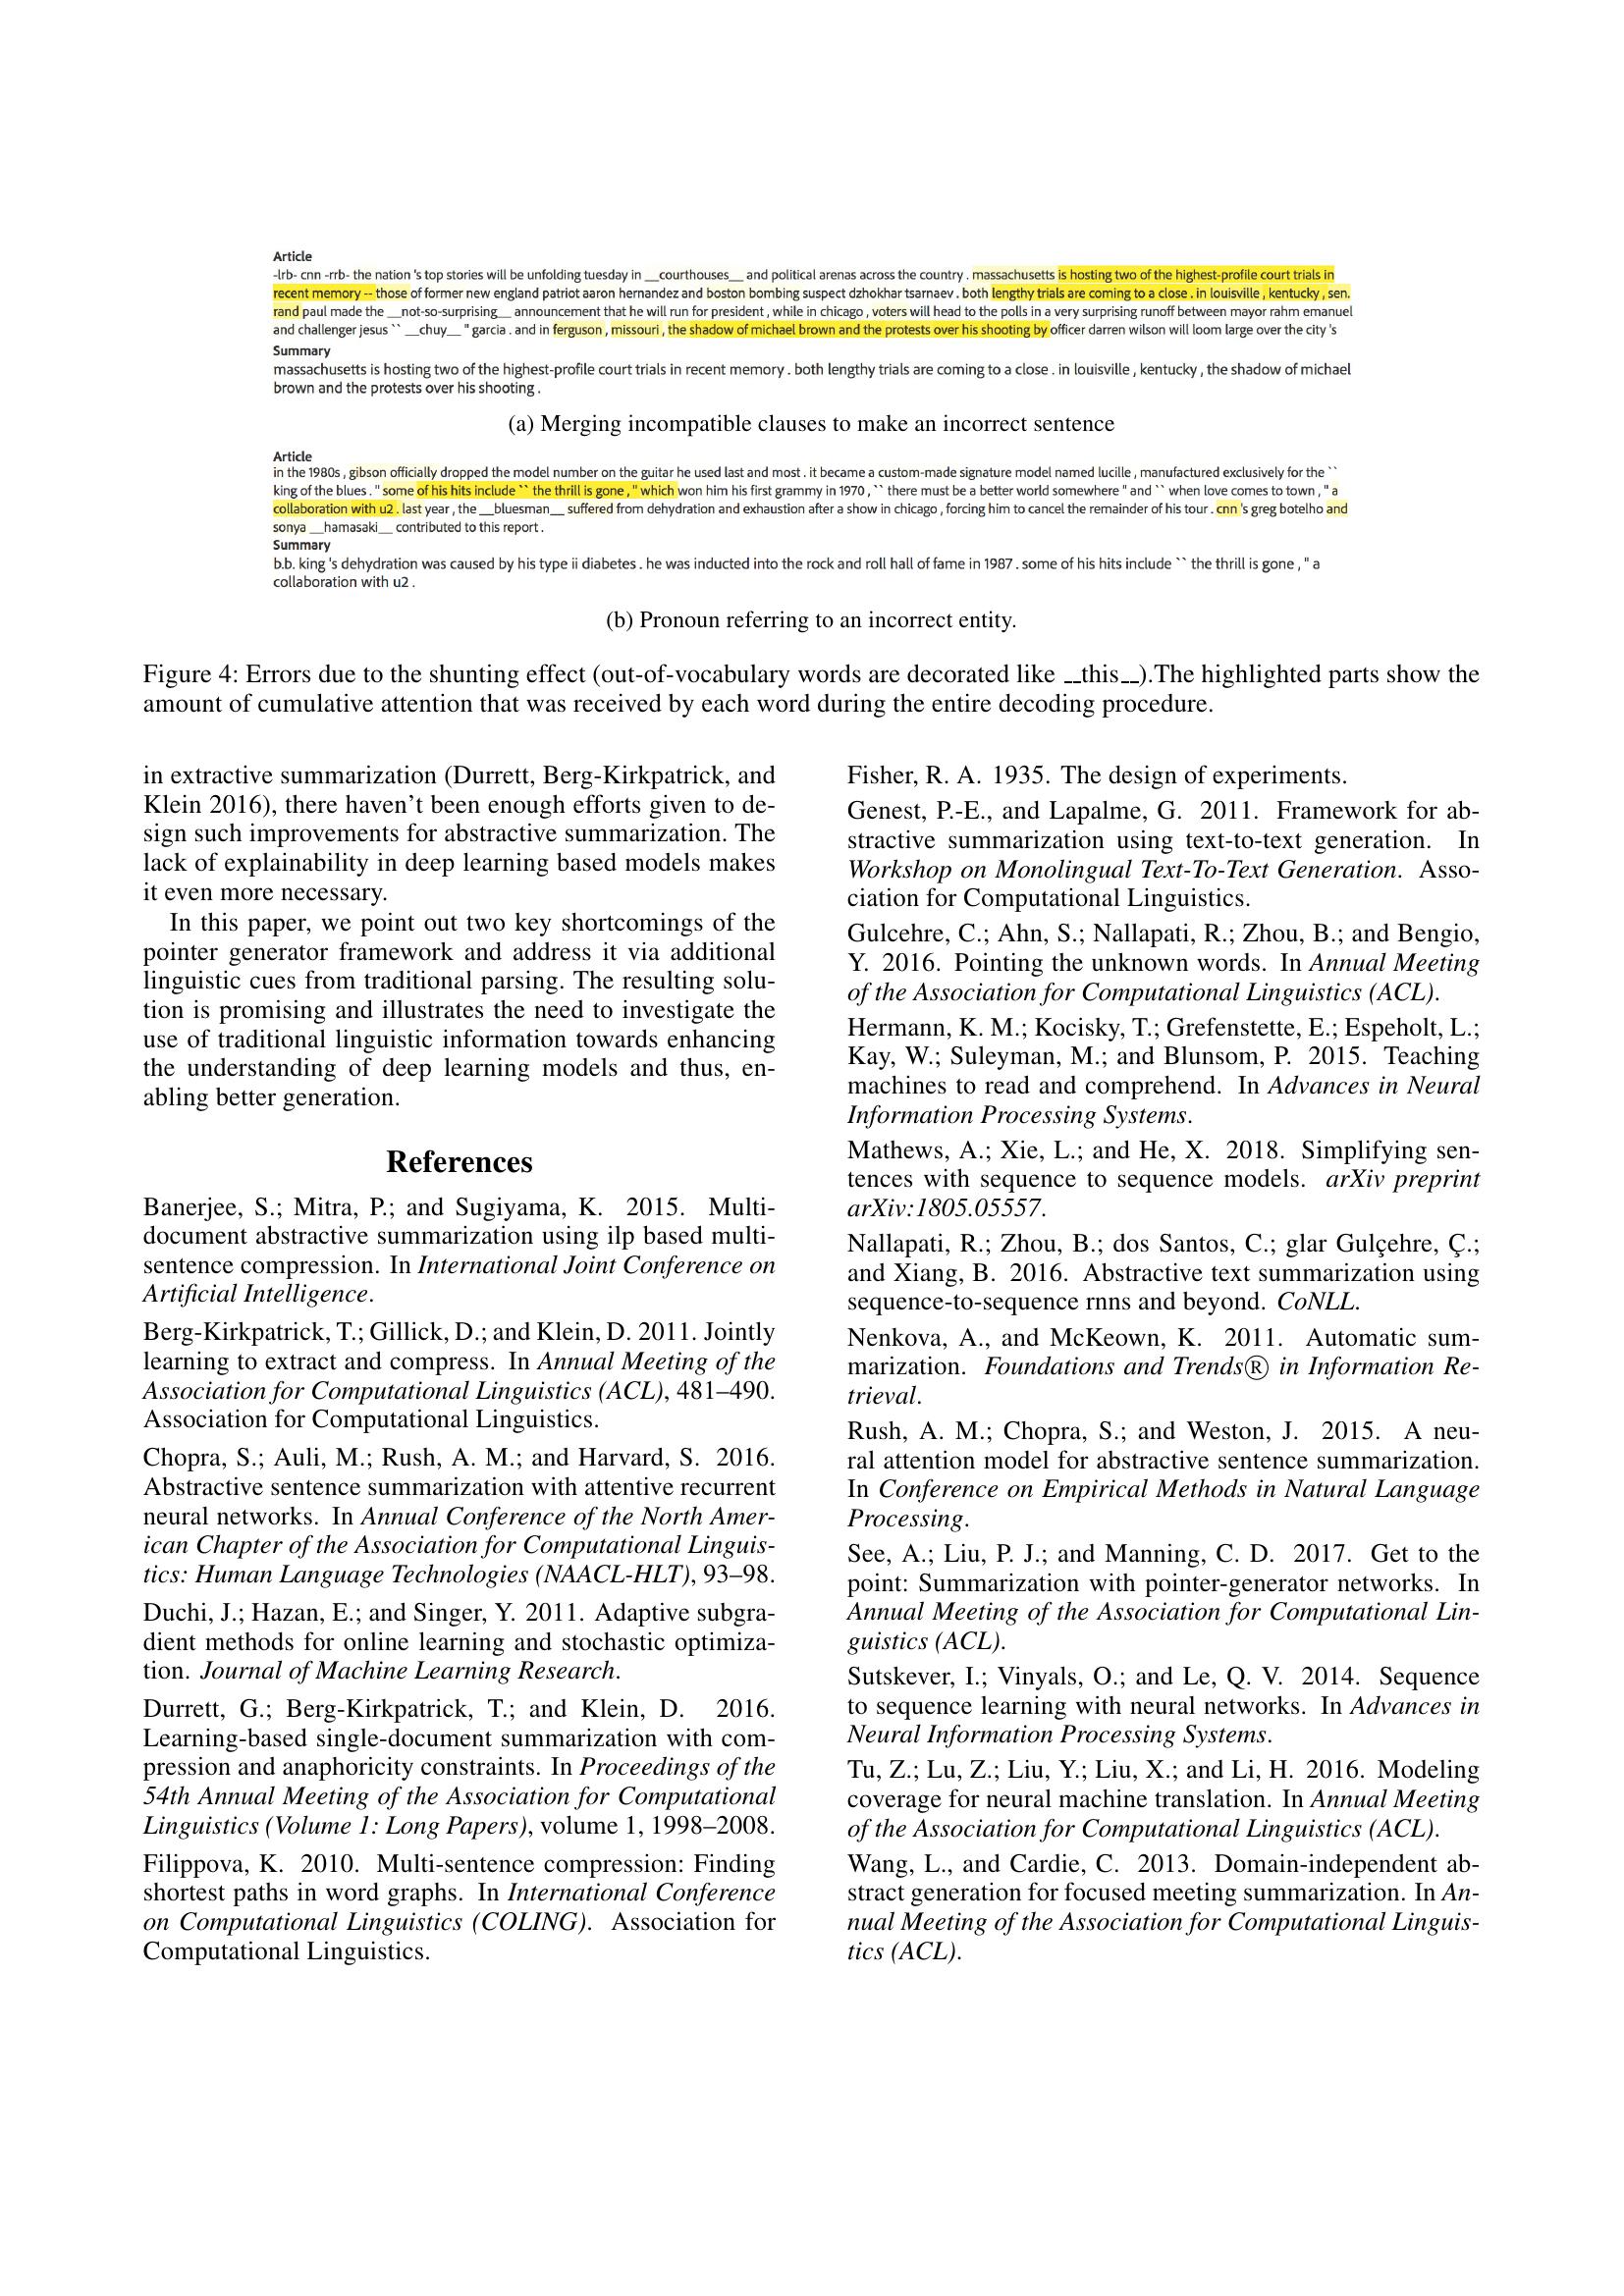 Article
-lrb- cnn -rrb- the nation 's top stories will be unfolding tuesday in __courthouses__ and political arenas across the country . massachusetts is hosting two of the highest-profile court trials in
recent memory -- those of former new england patriot aaron hernandez and boston bombing suspect dzhokhar tsarnaev . both lengthy trials are coming to a close . in louisville , kentucky , sen.
rand paul made the __not-so-surprising__ announcement that he will run for president , while in chicago , voters will head to the polls in a very surprising runoff between mayor rahm emanuel
and challenger jesus `` __chuy__ " garcia . and in ferguson , missouri , the shadow of michael brown and the protests over his shooting by officer darren wilson will loom large over the city 's
Summary
massachusetts is hosting two of the highest-profile court trials in recent memory . both lengthy trials are coming to a close . in louisville , kentucky , the shadow of michael
brown and the protests over his shooting .
(a) Merging incompatible clauses to make an incorrect sentence
Article
in the 1980s , gibson officially dropped the model number on the guitar he used last and most . it became a custom-made signature model named lucille , manufactured exclusively for the ``
king of the blues . " some of his hits include `` the thrill is gone , " which won him his first grammy in 1970 , `` there must be a better world somewhere " and `` when love comes to town , " a
collaboration with u2 . last year , the __bluesman__ suffered from dehydration and exhaustion after a show in chicago , forcing him to cancel the remainder of his tour . cnn 's greg botelho and
sonya __hamasaki__ contributed to this report .
Summary
b.b. king 's dehydration was caused by his type ii diabetes . he was inducted into the rock and roll hall of fame in 1987 . some of his hits include `` the thrill is gone , " a
collaboration with u2 .
(b) Pronoun referring to an incorrect entity.
Figure 4: Errors due to the shunting effect (out-of-vocabulary words are decorated like __this__).The highlighted parts show the
amount of cumulative attention that was received by each word during the entire decoding procedure.
in extractive summarization (Durrett, Berg-Kirkpatrick, and
Klein 2016), there haven't been enough efforts given to de-
sign such improvements for abstractive summarization. The
lack of explainability in deep learning based models makes
it even more necessary.
In this paper, we point out two key shortcomings of the
pointer generator framework and address it via additional
linguistic cues from traditional parsing. The resulting solu-
tion is promising and illustrates the need to investigate the
use of traditional linguistic information towards enhancing
the understanding of deep learning models and thus, en-
abling better generation.
References
Banerjee, S.; Mitra, P.; and Sugiyama, K. 2015. Multi-
document abstractive summarization using ilp based multi-
sentence compression. In International Joint Conference on
Artificial Intelligence.
Berg-Kirkpatrick, T.; Gillick, D.; and Klein, D. 2011. Jointly
learning to extract and compress. In Annual Meeting of the
Association for Computational Linguistics (ACL), 481–490.
Association for Computational Linguistics.
Chopra, S.; Auli, M.; Rush, A. M.; and Harvard, S. 2016.
Abstractive sentence summarization with attentive recurrent
neural networks. In Annual Conference of the North Amer-
ican Chapter of the Association for Computational Linguis-
tics: Human Language Technologies (NAACL-HLT), 93–98.
Duchi, J.; Hazan, E.; and Singer, Y. 2011. Adaptive subgra-
dient methods for online learning and stochastic optimiza-
tion. Journal of Machine Learning Research.
Durrett, G.; Berg-Kirkpatrick, T.; and Klein, D. 2016.
Learning-based single-document summarization with com-
pression and anaphoricity constraints. In Proceedings of the
54th Annual Meeting of the Association for Computational
Linguistics (Volume 1: Long Papers), volume 1, 1998–2008.
Filippova, K. 2010. Multi-sentence compression: Finding
shortest paths in word graphs. In International Conference
on Computational Linguistics (COLING). Association for
Computational Linguistics.
Fisher, R. A. 1935. The design of experiments.
Genest, P.-E., and Lapalme, G. 2011. Framework for ab-
stractive summarization using text-to-text generation. In
Workshop on Monolingual Text-To-Text Generation. Asso-
ciation for Computational Linguistics.
Gulcehre, C.; Ahn, S.; Nallapati, R.; Zhou, B.; and Bengio,
Y. 2016. Pointing the unknown words. In Annual Meeting
of the Association for Computational Linguistics (ACL).
Hermann, K. M.; Kocisky, T.; Grefenstette, E.; Espeholt, L.;
Kay, W.; Suleyman, M.; and Blunsom, P. 2015. Teaching
machines to read and comprehend. In Advances in Neural
Information Processing Systems.
Mathews, A.; Xie, L.; and He, X. 2018. Simplifying sen-
tences with sequence to sequence models. arXiv preprint
arXiv:1805.05557.
Nallapati, R.; Zhou, B.; dos Santos, C.; glar Gulçehre, Ç.;
and Xiang, B. 2016. Abstractive text summarization using
sequence-to-sequence rnns and beyond. CoNLL.
Nenkova, A., and McKeown, K. 2011. Automatic sum-
marization. Foundations and Trends® in Information Re-
trieval.
Rush, A. M.; Chopra, S.; and Weston, J. 2015. A neu-
ral attention model for abstractive sentence summarization.
In Conference on Empirical Methods in Natural Language
Processing.
See, A.; Liu, P. J.; and Manning, C. D. 2017. Get to the
point: Summarization with pointer-generator networks. In
Annual Meeting of the Association for Computational Lin-
guistics (ACL).
Sutskever, I.; Vinyals, O.; and Le, Q. V. 2014. Sequence
to sequence learning with neural networks. In Advances in
Neural Information Processing Systems.
Tu, Z.; Lu, Z.; Liu, Y.; Liu, X.; and Li, H. 2016. Modeling
coverage for neural machine translation. In Annual Meeting
of the Association for Computational Linguistics (ACL).
Wang, L., and Cardie, C. 2013. Domain-independent ab-
stract generation for focused meeting summarization. In An-
nual Meeting of the Association for Computational Linguis-
tics (ACL).